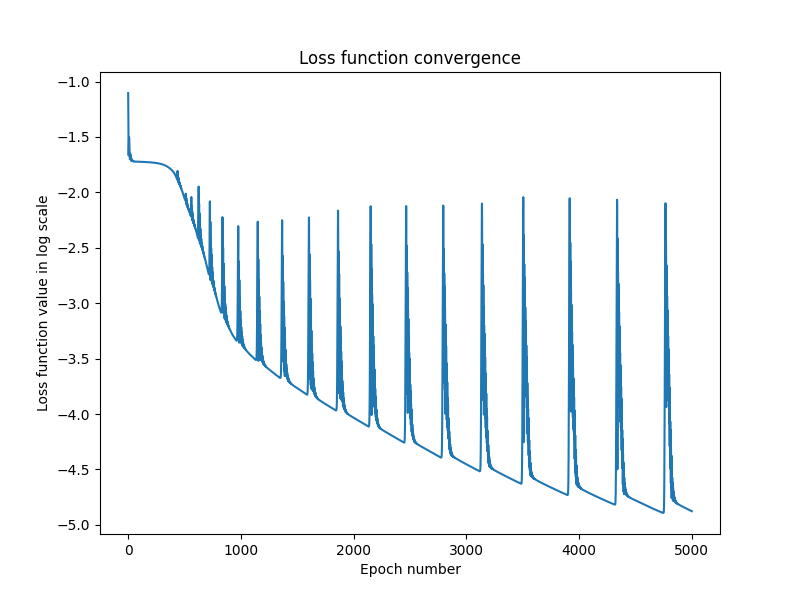 Loss function convergence
−1.0
−1.5
−2.0
−2.5
−3.0
−3.5
−4.0
−4.5
−5.0
Loss function value in log scale
0 1000 2000 3000 4000 5000
Epoch number